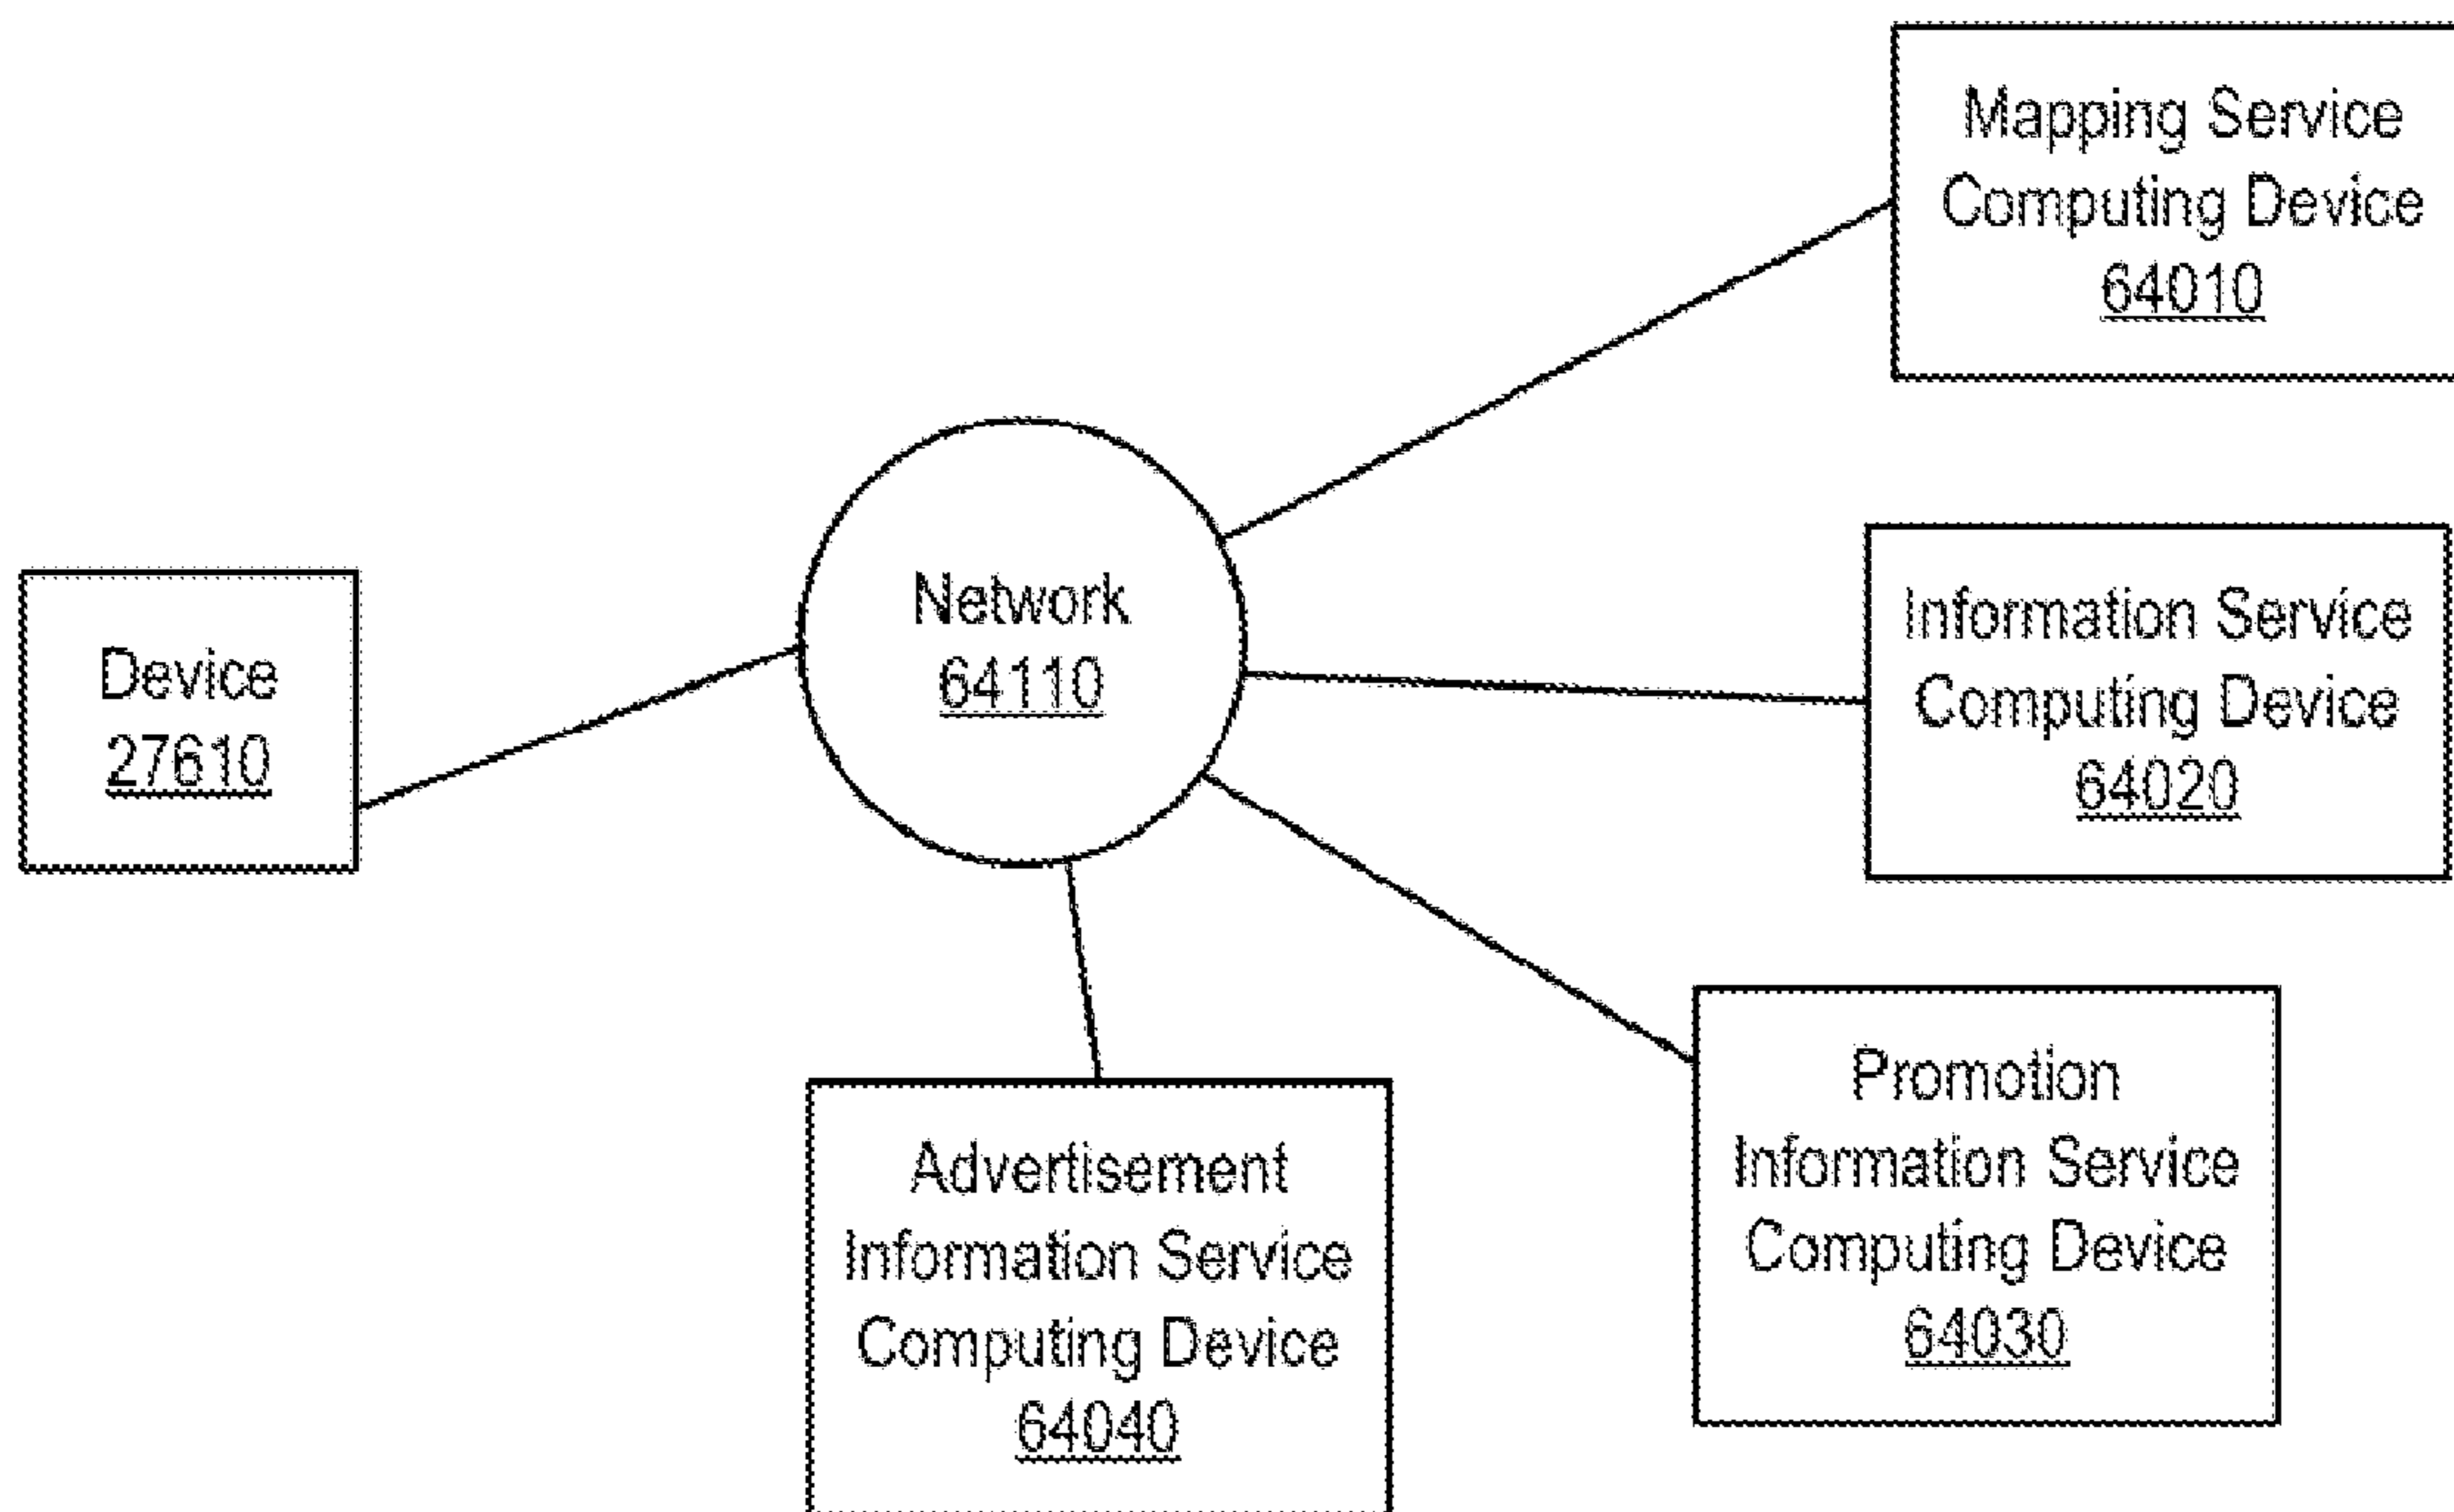 Mapping Service
Computing Device
64010
Network
64110
Information Service
Computing Device
64020
Device
27610
Promotion
Information Service
Computing Device
64030
Advertisement
Information Service
Computing Device
64040